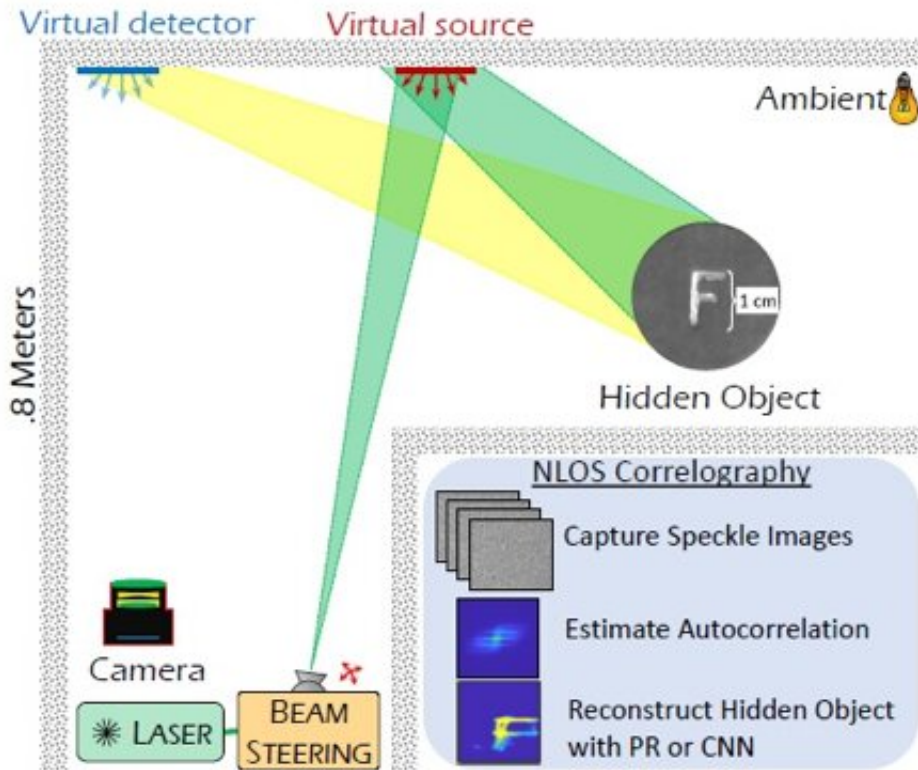 Virtual detector
Virtual source
Ambient
.8 Meters
F
1 cm
Hidden Object
NLOS Correlography
Capture Speckle Images
Camera
Estimate Autocorrelation
LASER
BEAM
STEERING
Reconstruct Hidden Object
with PR or CNN